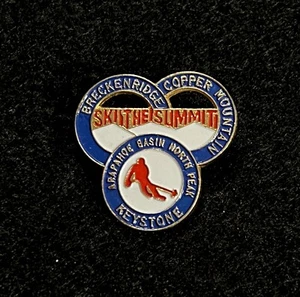 BRECKENRIDGE
COPPER MOUNTAIN
SKI THE SUMMIT
ARAPAHOE BASIN NORTH PEAK
KEYSTONE